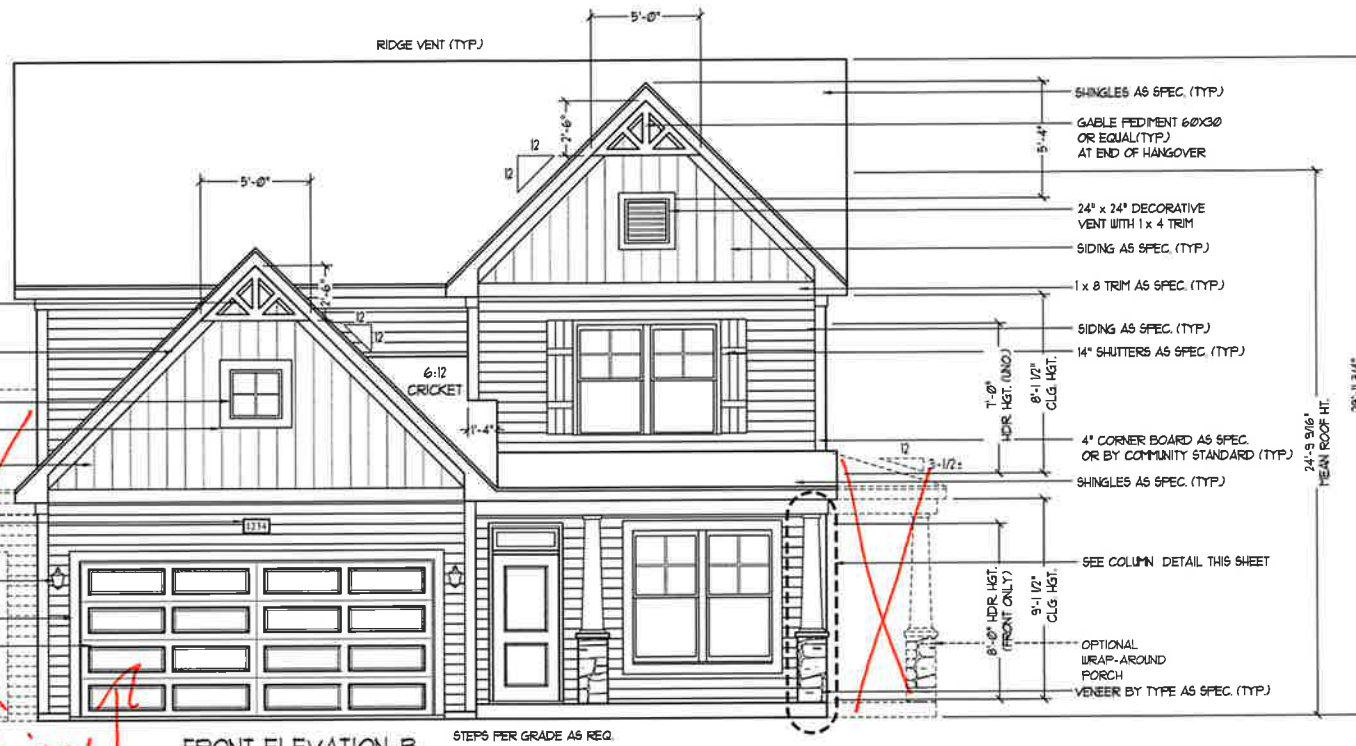 5'-0"
RIDGE VENT (TYP.)
SHINGLES AS SPEC. (TYP.)
GABLE PEDIMENT 60X30
OR EQUAL(TYP.)
AT END OF HANGOVER
2'-6"
12
12
5'-4"
5'-0"
24" x 24" DECORATIVE
VENT WITH 1 x 4 TRIM
SIDING AS SPEC. (TYP.)
2'-6"
1 x 8 TRIM AS SPEC. (TYP.)
12
12
SIDING AS SPEC. (TYP.)
14" SHUTTERS AS SPEC. (TYP.)
6:12
CRICKET
7'-0"
HDR. HGT. (UNO)
8'-1 1/2"
CLG. HGT.
1'-4"
4" CORNER BOARD AS SPEC.
OR BY COMMUNITY STANDARD (TYP.)
12
3-1/2±
24'-9 9/16"
MEAN ROOF HT.
SHINGLES AS SPEC. (TYP.)
1234
SEE COLUMN DETAIL THIS SHEET
8'-0" HDR. HGT.
(FRONT ONLY)
9'-1 1/2"
CLG. HGT.
OPTIONAL
WRAP-AROUND
PORCH
VENEER BY TYPE AS SPEC. (TYP.)
FRONT ELEVATION B
STEPS PER GRADE AS REQ.